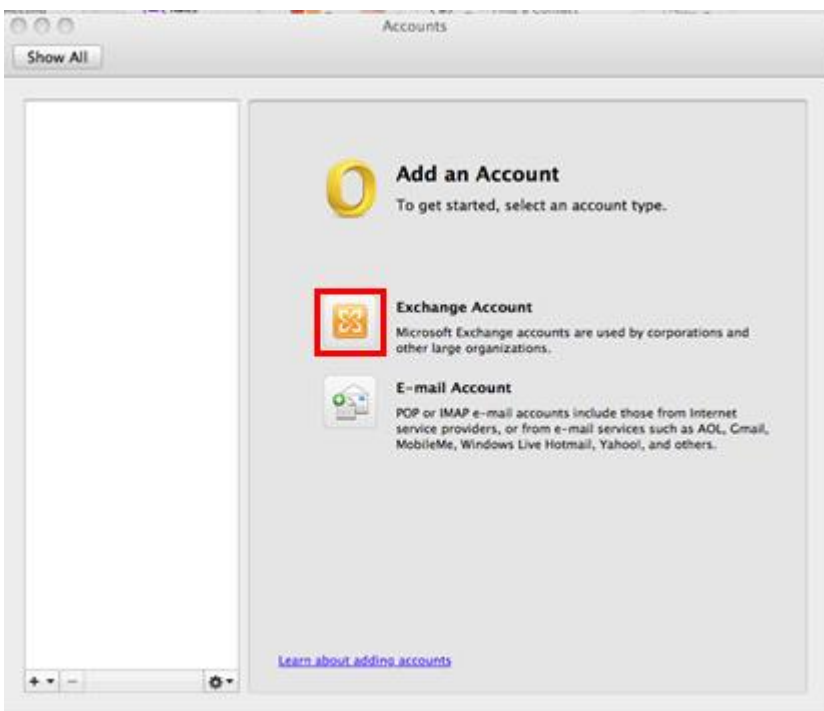 Accounts
Show All
Add an Account
To get started, select an account type.
Exchange Account
Microsoft Exchange accounts are used by corporations and
other large organizations.
E-mail Account
POP or IMAP e-mail accounts include those from Internet
service providers, or from e-mail services such as AOL, Gmail,
MobileMe, Windows Live Hotmail, Yahoo!, and others.
Learn about adding accounts